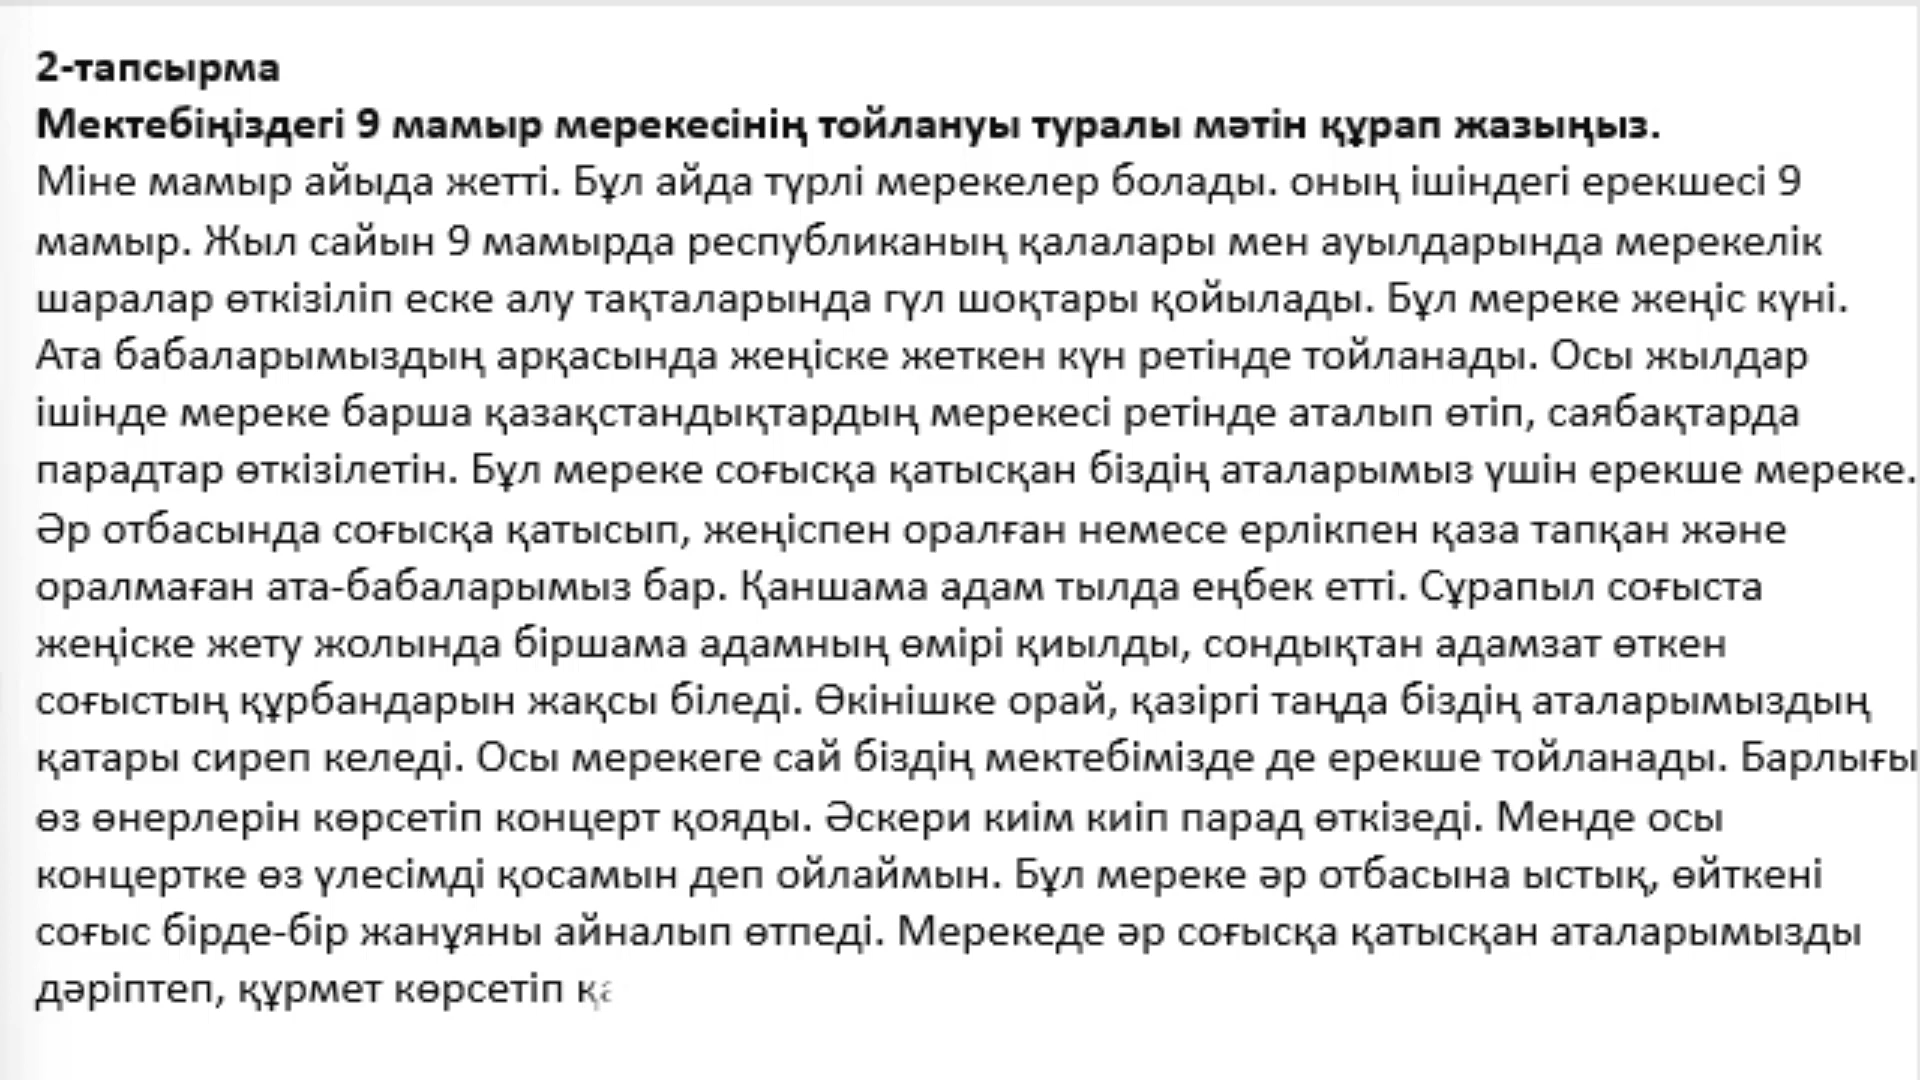 2-тапсырма
Мектебіңіздегі 9 мамыр мерекесінің тойлануы туралы мәтін құрап жазыңыз.
Міне мамыр айыда жетті. Бұл айда түрлі мерекелер болады. оның ішіндегі ерекшесі 9
мамыр. Жыл сайын 9 мамырда республиканың қалалары мен ауылдарында мерекелік
шаралар өткізіліп еске алу тақталарында гүл шоқтары қойылады. Бұл мереке жеңіс күні.
Ата бабаларымыздың арқасында жеңіске жеткен күн ретінде тойланады. Осы жылдар
ішінде мереке барша қазақстандықтардың мерекесі ретінде аталып өтіп, саябақтарда
парадтар өткізілетін. Бұл мереке соғысқа қатысқан біздің аталарымыз үшін ерекше мереке.
Әр отбасында соғысқа қатысып, жеңіспен оралған немесе ерлікпен қаза тапқан және
оралмаған ата-бабаларымыз бар. Қаншама адам тылда еңбек етті. Сұрапыл соғыста
жеңіске жету жолында біршама адамның өмірі қиылды, сондықтан адамзат өткен
соғыстың құрбандарын жақсы біледі. Өкінішке орай, қазіргі таңда біздің аталарымыздың
қатары сиреп келеді. Осы мерекеге сай біздің мектебімізде де ерекше тойланады. Барлығы
өз өнерлерін көрсетіп концерт қояды. Әскери киім киіп парад өткізеді. Менде осы
концертке өз үлесімді қосамын деп ойлаймын. Бұл мереке әр отбасына ыстық, өйткені
соғыс бірде-бір жанұяны айналып өтпеді. Мерекеде әр соғысқа қатысқан аталарымызды
дәріптеп, құрмет көрсетіп